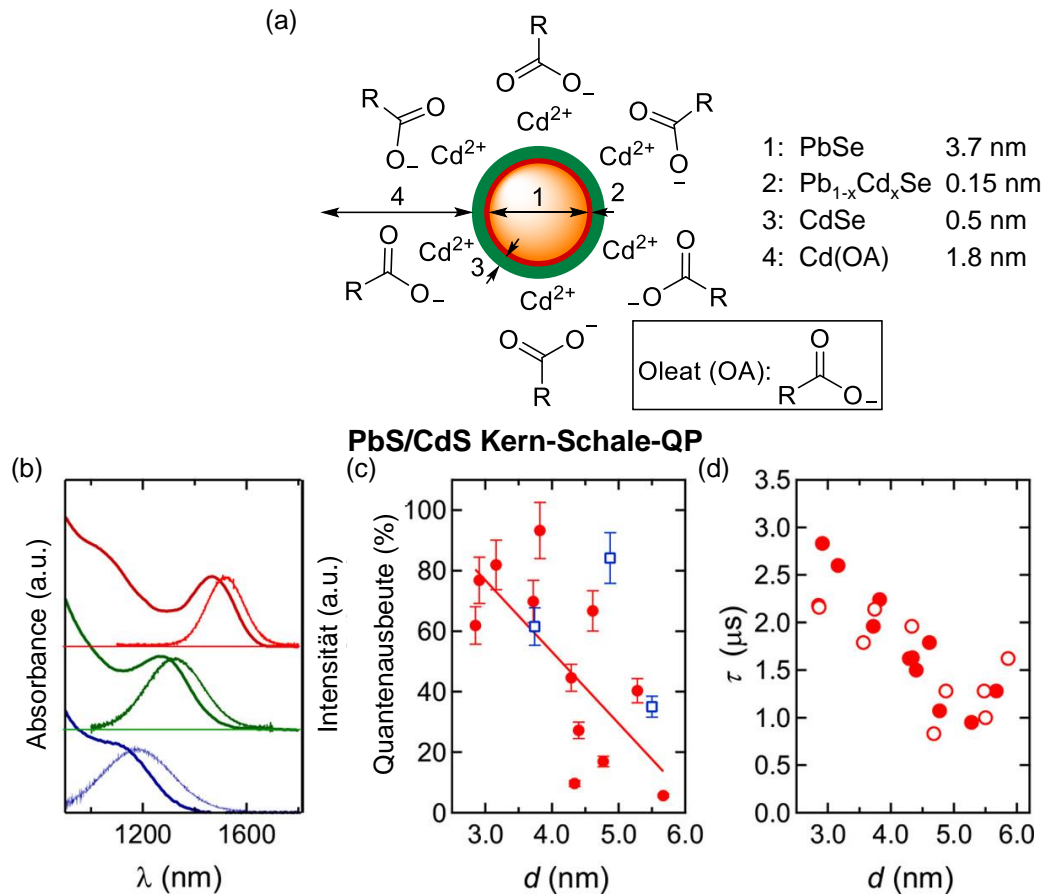 (a)
R
O
O−
Cd2+
R
O
O−
Cd2+
R
O
O−
Cd2+
4
1
2
3
Cd2+
R
O
O−
Cd2+
−O
O
R
Cd2+
O
O−
R
1: PbSe 3.7 nm
2: Pb1-xCdxSe 0.15 nm
3: CdSe 0.5 nm
4: Cd(OA) 1.8 nm
Oleat (OA):
R
O
O−
PbS/CdS Kern-Schale-QP
(b)
Absorbance (a.u.)
Intensität (a.u.)
1200 1600
λ (nm)
(c)
Quantenausbeute (%)
100
80
60
40
20
0
3.0 4.0 5.0 6.0
d (nm)
(d)
τ (μs)
3.5
3.0
2.5
2.0
1.5
1.0
0.5
0.0
3.0 4.0 5.0 6.0
d (nm)